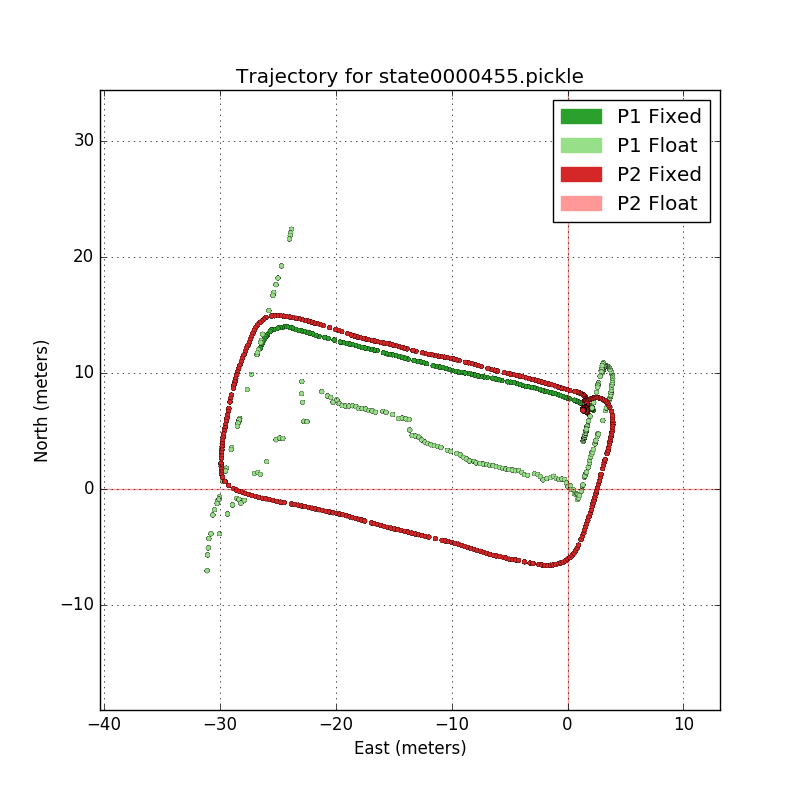 Trajectory for state0000455.pickle
P1 Fixed
P1 Float
P2 Fixed
P2 Float
30
20
10
0
−10
−40
−30
−20
−10
0
10
North (meters)
East (meters)